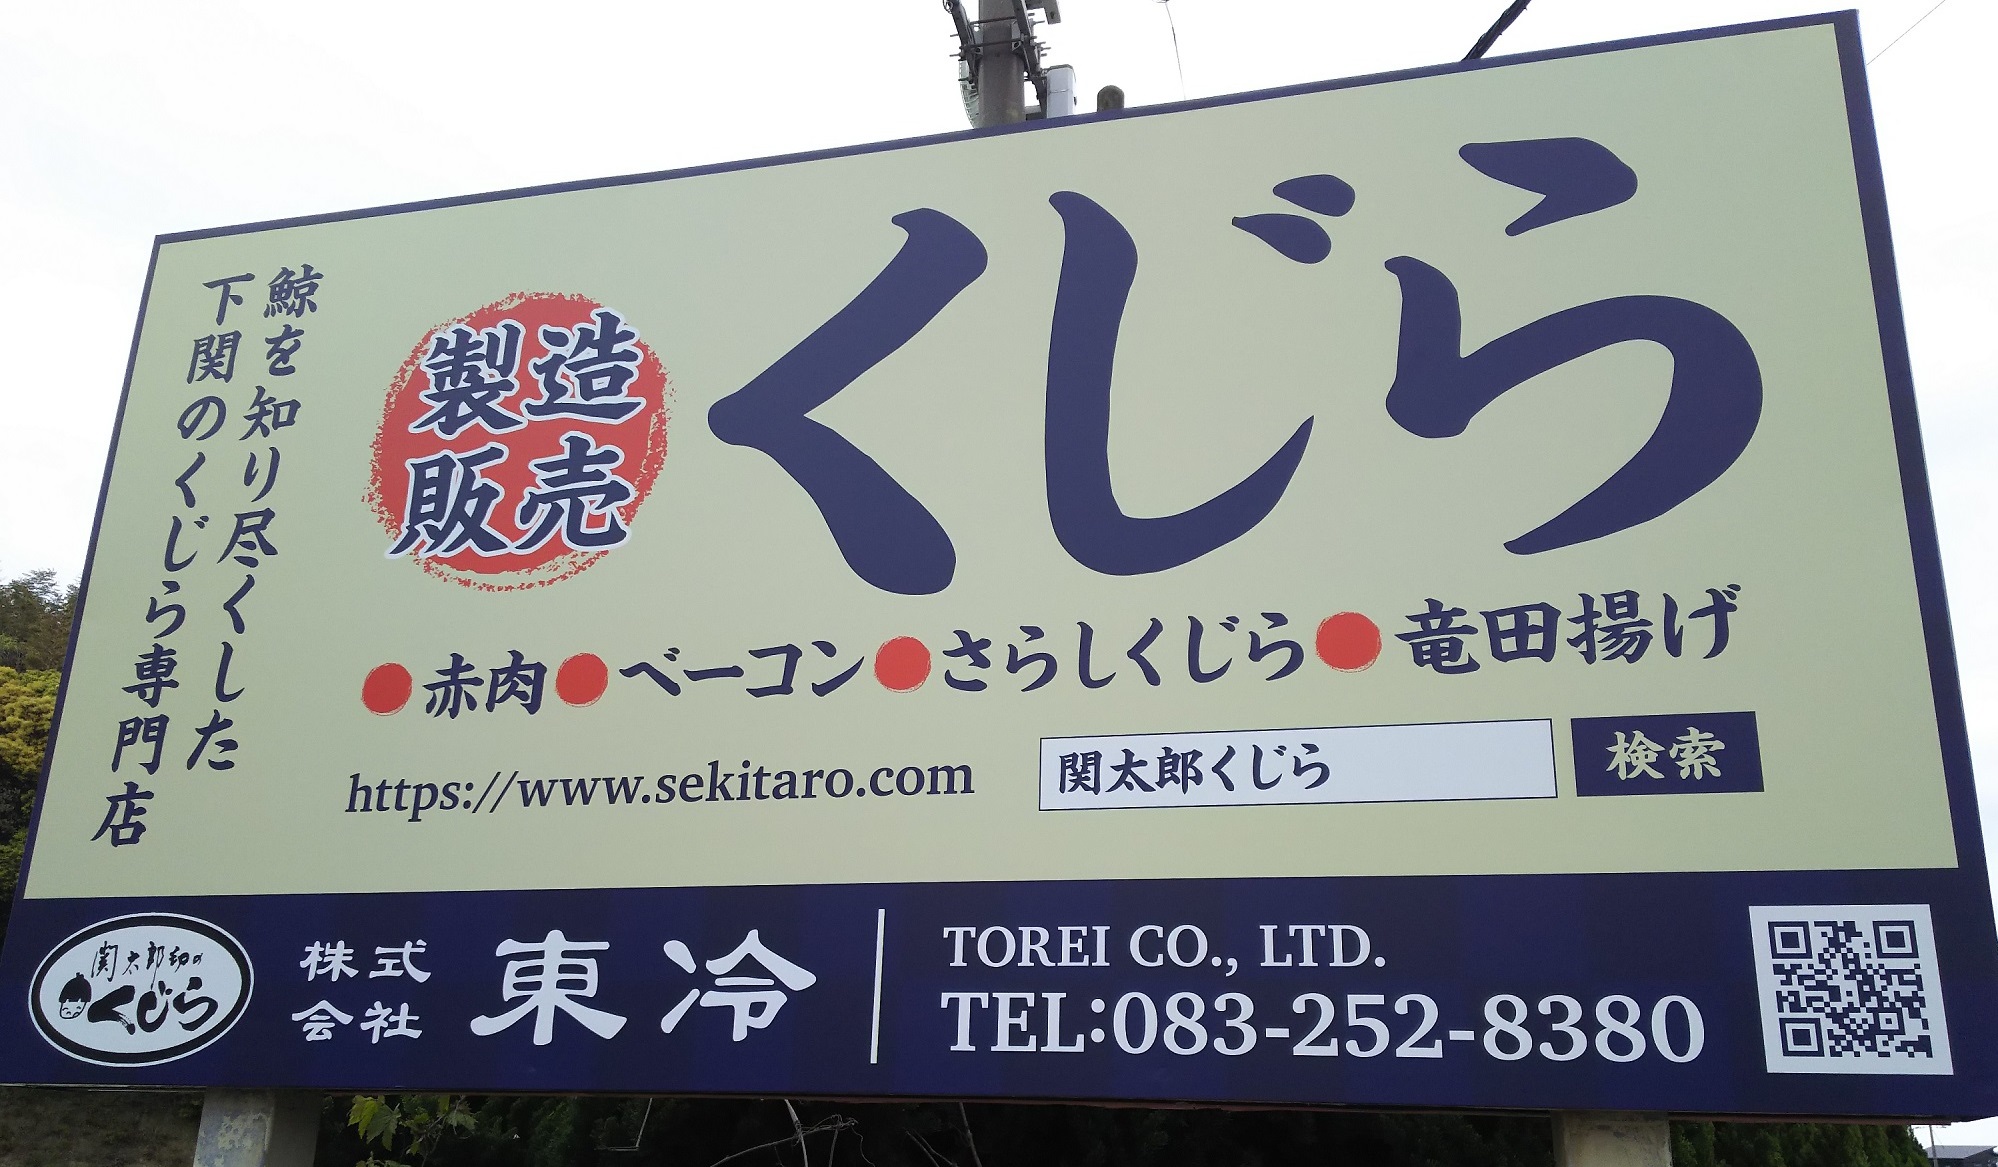 くじら
製造
販売
鯨を知り尽くした
下関のくじら専門店
●赤肉●ベーコン●さらしくじら●竜田揚げ
https://www.sekitaro.com
関太郎くじら 検索
関太郎印の
くじら
株式
会社
東冷
TOREI CO., LTD.
TEL:083-252-8380